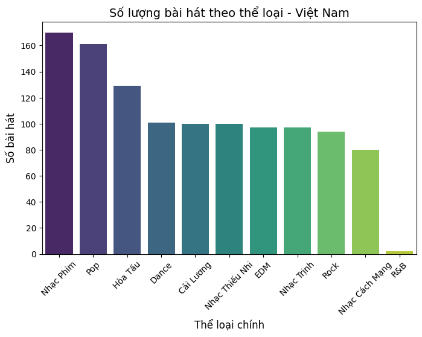 Số lượng bài hát theo thể loại - Việt Nam
Số bài hát
160
140
120
100
80
60
40
20
0
Nhạc Phim
Pop
Hòa Tấu
Dance
Cải Lương
Nhạc Thiếu Nhi
EDM
Nhạc Trịnh
Rock
Nhạc Cách Mạng
R&B
Thể loại chính